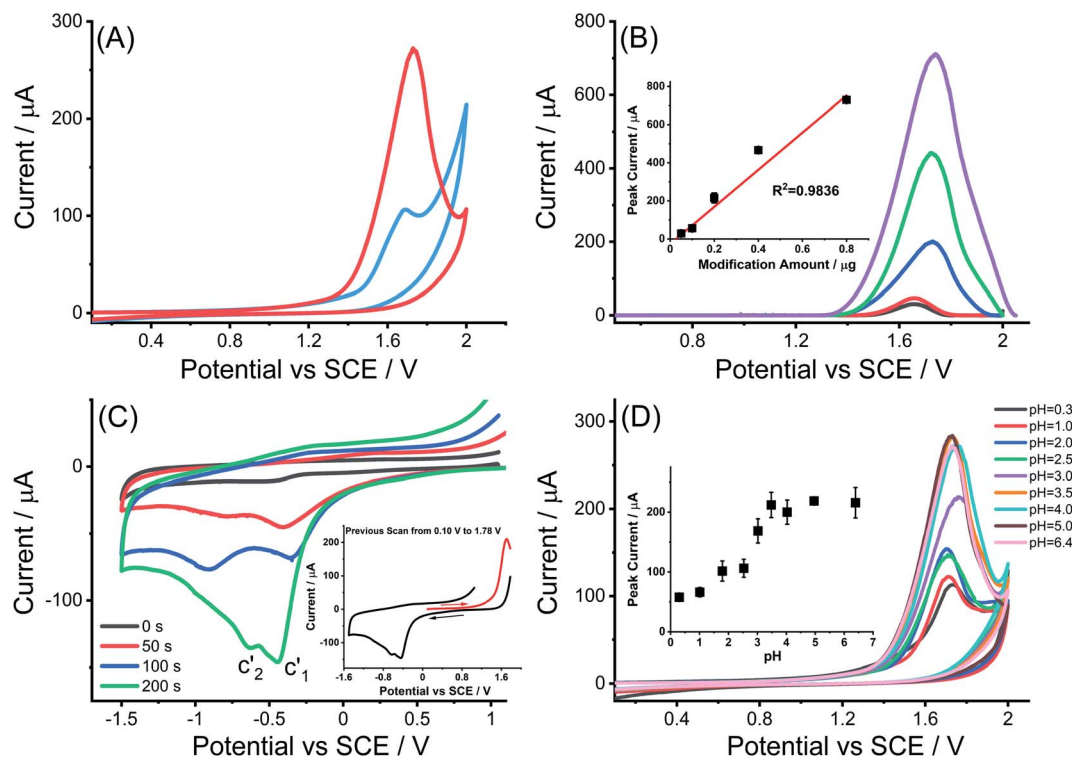 (A)
Current / μA
300
200
100
0
0.4
0.8
1.2
1.6
2
Potential vs SCE / V
(B)
Current / μA
800
600
400
200
0
0.8
1.2
1.6
2
Potential vs SCE / V
Peak Current / μA
800
600
400
200
0
0.2
0.4
0.6
0.8
R²=0.9836
Modification Amount / μg
(C)
Current / μA
0
-100
-1.5
-1
-0.5
0
0.5
1
Potential vs SCE / V
0 s
50 s
100 s
200 s
c'₂
c'₁
Previous Scan from 0.10 V to 1.78 V
Current / μA
200
100
0
-100
-1.6
-0.8
0
0.8
1.6
Potential vs SCE / V
(D)
Current / μA
300
200
100
0
0.4
0.8
1.2
1.6
2
Potential vs SCE / V
pH=0.3
pH=1.0
pH=2.0
pH=2.5
pH=3.0
pH=3.5
pH=4.0
pH=5.0
pH=6.4
Peak Current / μA
200
100
0
1
2
3
4
5
6
7
pH